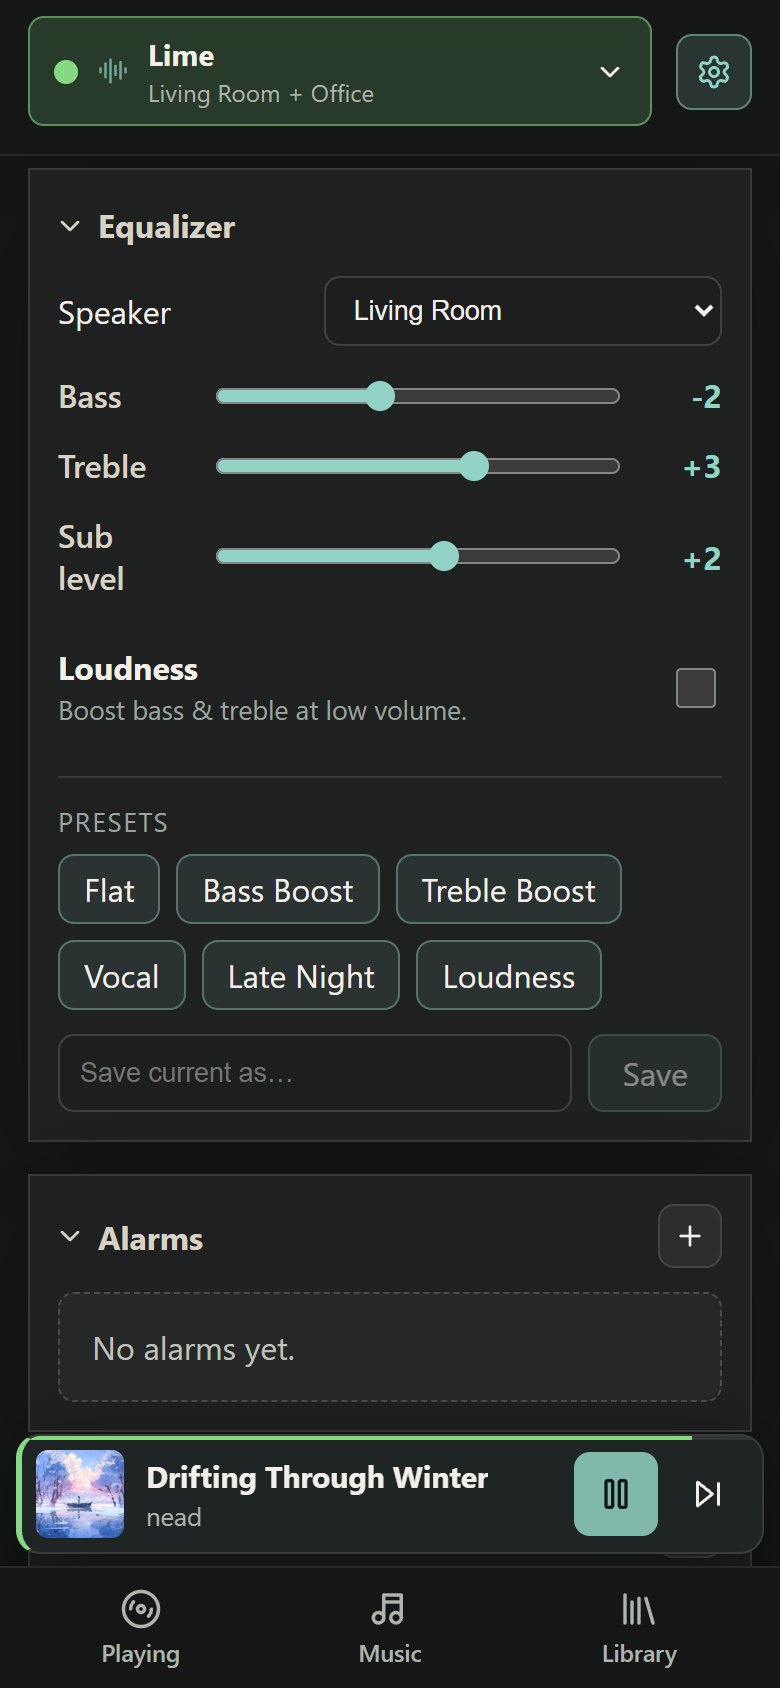 Lime
Living Room + Office
Equalizer
Speaker
Living Room
Bass
-2
Treble
+3
Sub
level
+2
Loudness
Boost bass & treble at low volume.
PRESETS
Flat
Bass Boost
Treble Boost
Vocal
Late Night
Loudness
Save current as…
Save
Alarms
No alarms yet.
Drifting Through Winter
nead
Playing
Music
Library